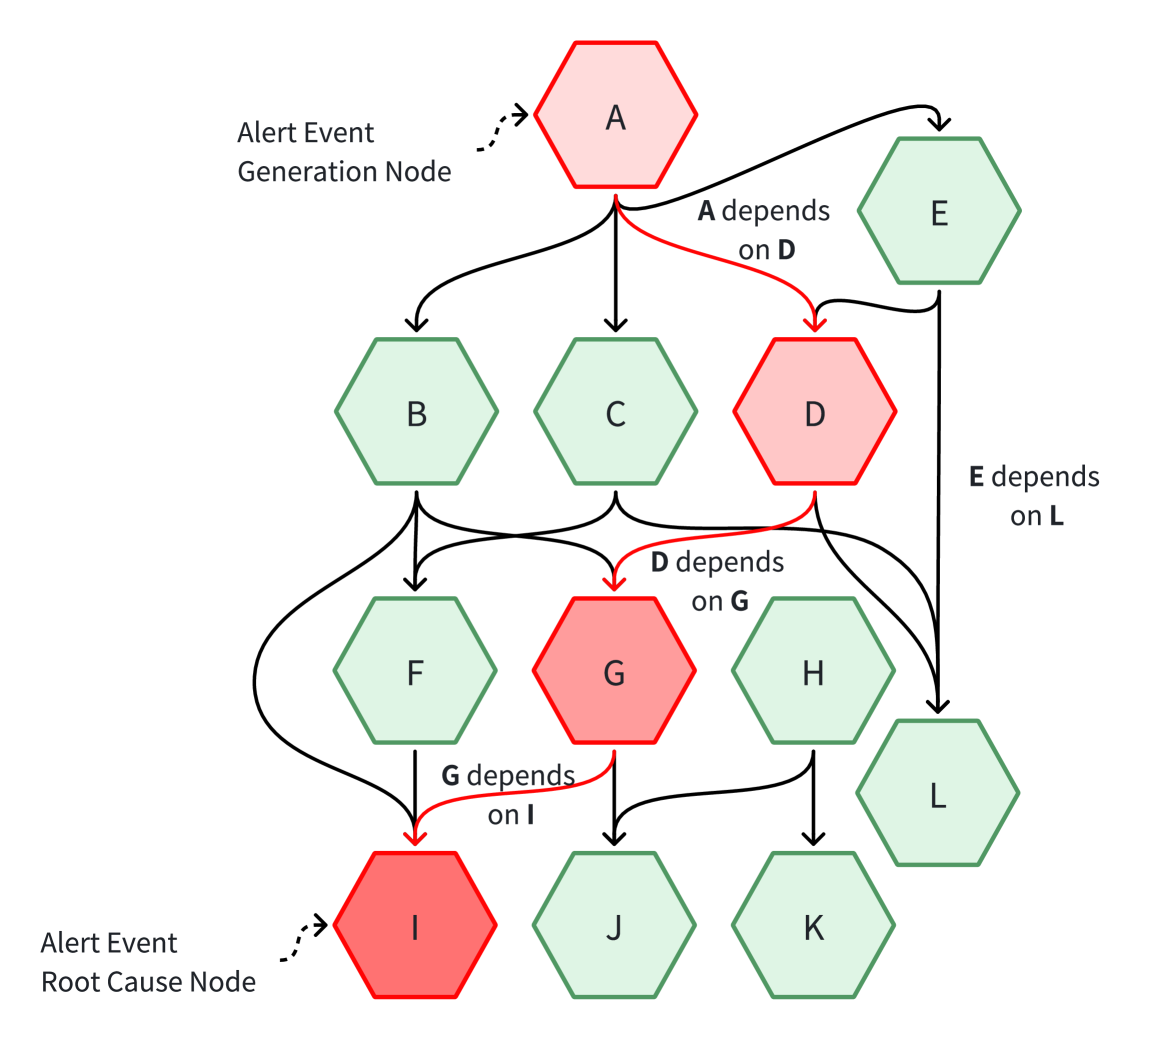 A
Alert Event
Generation Node
E
A depends
on D
B
C
D
E depends
on L
D depends
on G
F
G
H
G depends
on I
L
I
J
K
Alert Event
Root Cause Node